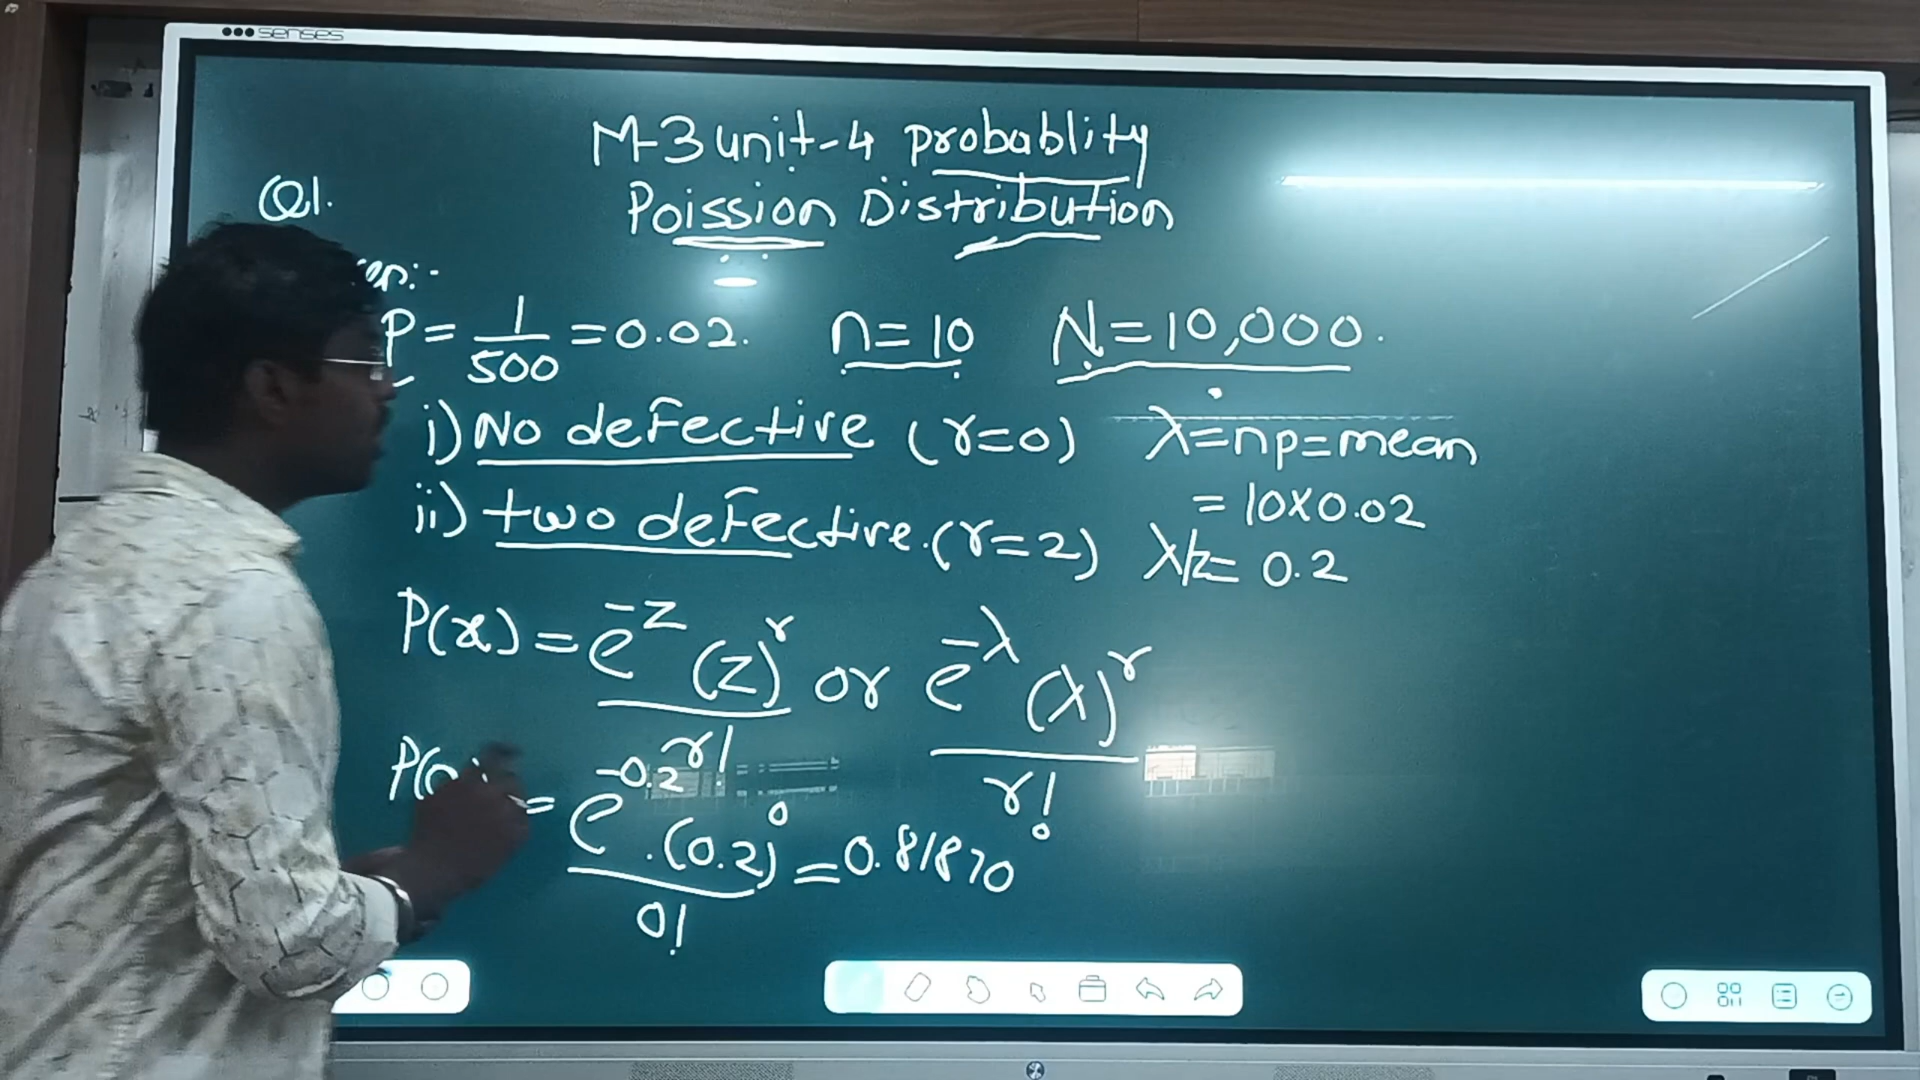 senses
M-3 unit-4 probablity
Poission Distribution
Q1.
P = 1/500 = 0.02. n = 10 N = 10,000.
i) No defective (r=0) λ = np = mean
= 10×0.02
ii) two defective. (r=2) λ/z = 0.2
P(x) = e^-z (z)^r / r! or e^-λ (λ)^r / r!
= e^-0.2 . (0.2)^0 / 0! = 0.81870